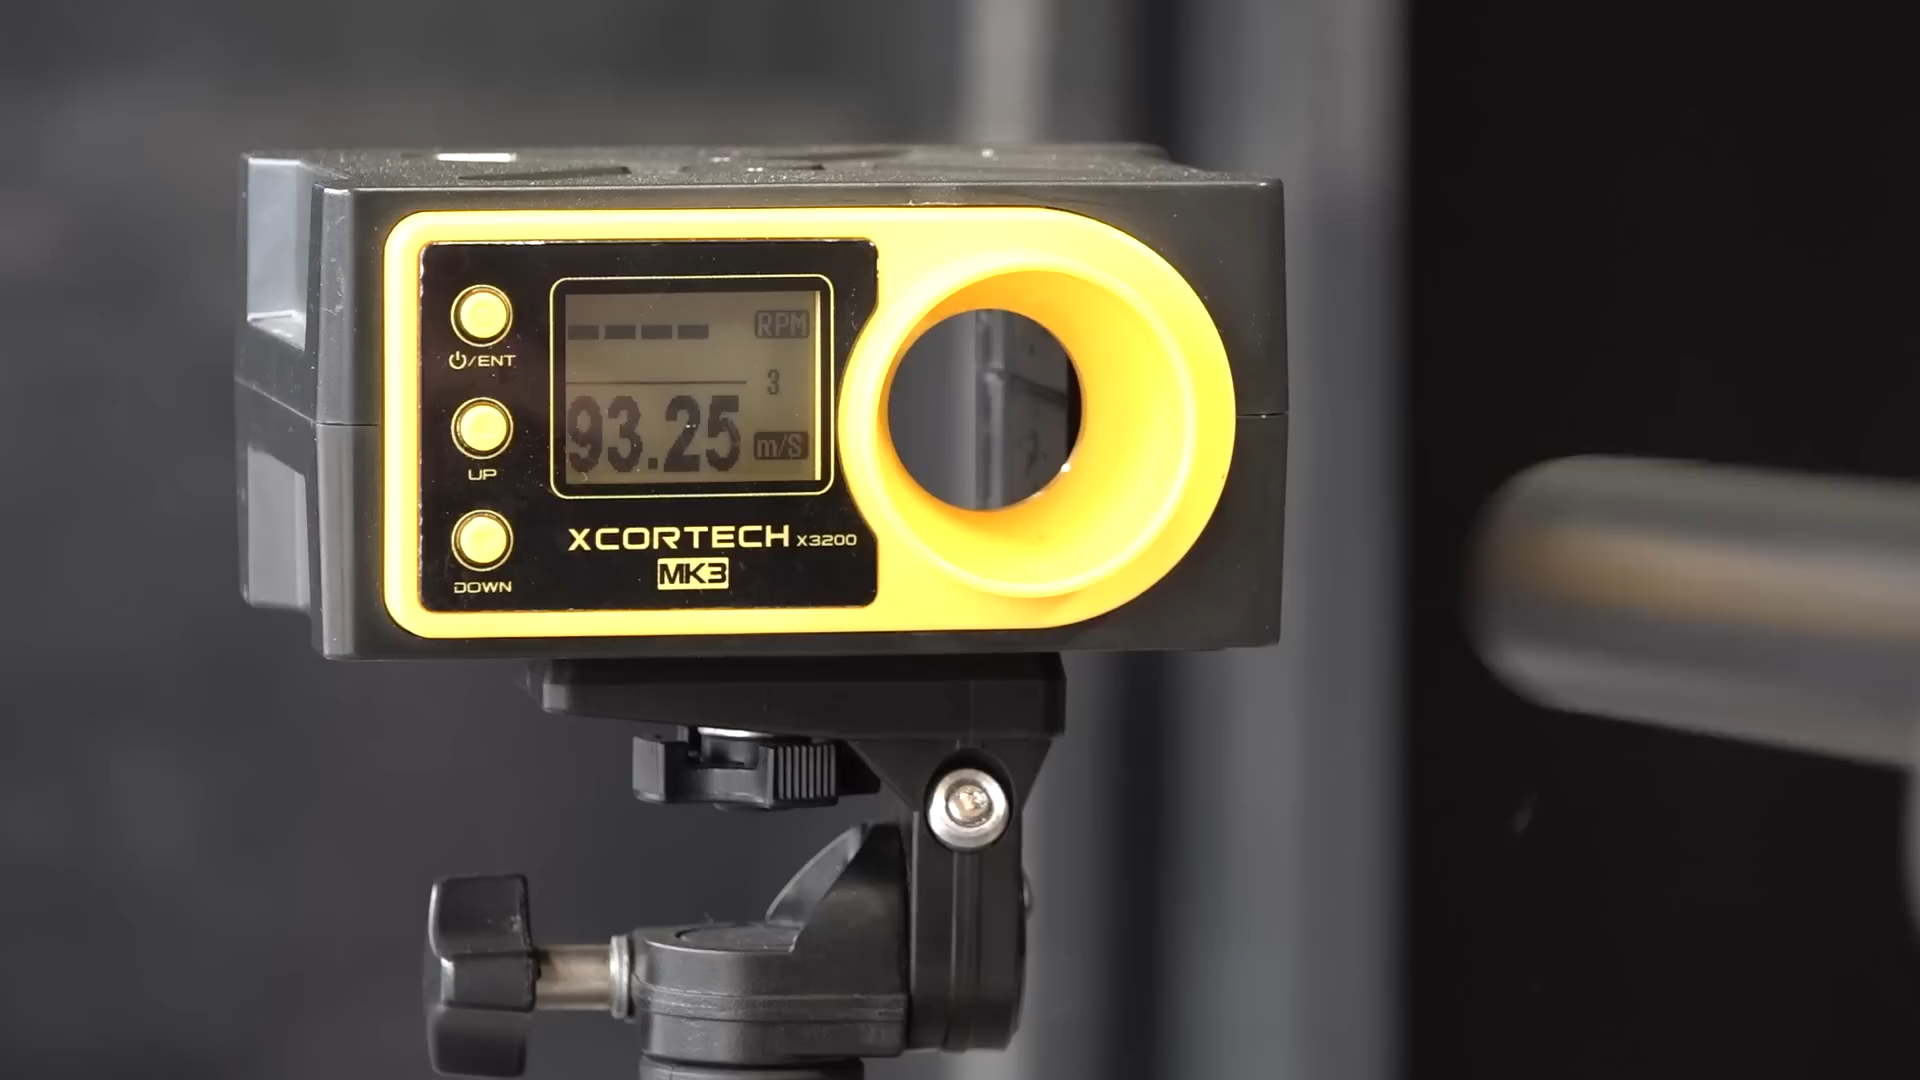 ---- RPM
3
93.25 m/S
⏻/ENT
UP
DOWN
XCORTECH X3200
MK3